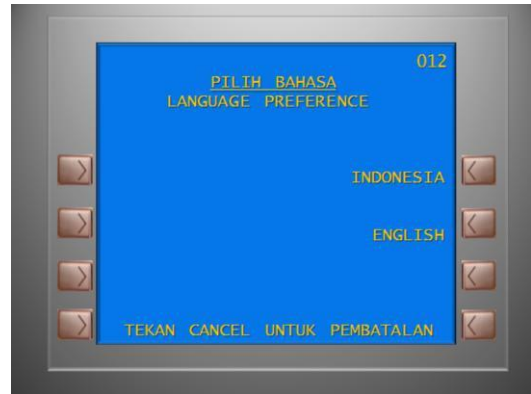 012
PILIH BAHASA
LANGUAGE PREFERENCE
INDONESIA
ENGLISH
TEKAN CANCEL UNTUK PEMBATALAN